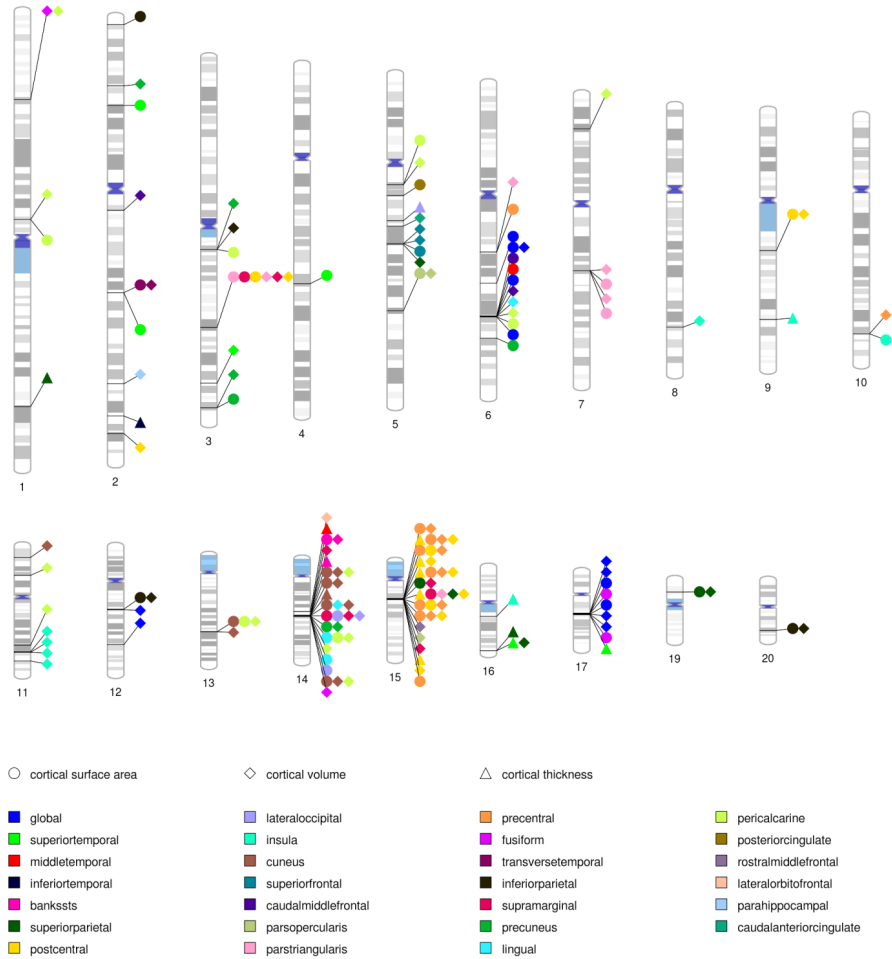 1
2
3
4
5
6
7
8
9
10
11
12
13
14
15
16
17
19
20
cortical surface area
cortical volume
cortical thickness
global
lateraloccipital
precentral
pericalcarine
superiortemporal
insula
fusiform
posteriorcingulate
middletemporal
cuneus
transversetemporal
rostralmiddlefrontal
inferiortemporal
superiorfrontal
inferiorparietal
lateralorbitofrontal
bankssts
caudalmiddlefrontal
supramarginal
parahippocampal
superiorparietal
parsopercularis
precuneus
caudalanteriorcingulate
postcentral
parstriangularis
lingual